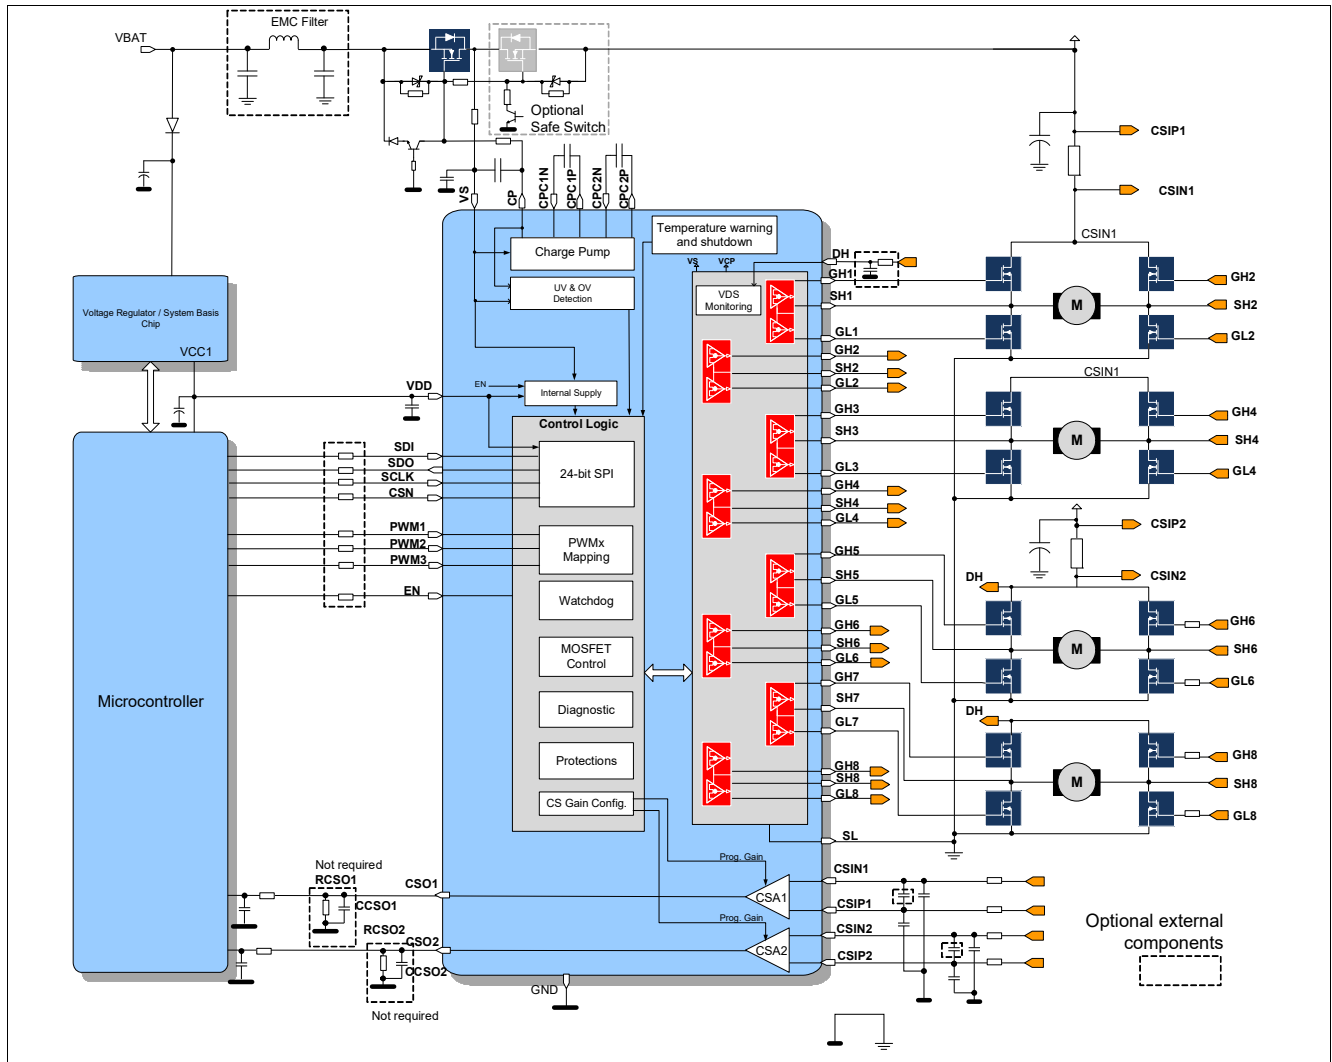 EMC Filter
VBAT
Optional
Safe Switch
CSIP1
CSIN1
VS
CP
CPC1N
CPC1P
CPC2N
CPC2P
Temperature warning
and shutdown
Charge Pump
UV & OV
Detection
VS
VCP
VDS
Monitoring
DH
GH1
SH1
GL1
GH2
SH2
GL2
CSIN1
M
GH2
SH2
GL2
Voltage Regulator / System Basis
Chip
VCC1
VDD
EN
Internal Supply
Control Logic
24-bit SPI
SDI
SDO
SCLK
CSN
PWM1
PWM2
PWM3
EN
PWMx
Mapping
Watchdog
MOSFET
Control
Diagnostic
Protections
CS Gain Config.
Microcontroller
GH3
SH3
GL3
GH4
SH4
GL4
CSIN1
M
GH4
SH4
GL4
CSIP2
CSIN2
GH5
SH5
GL5
GH6
SH6
GL6
DH
M
GH6
SH6
GL6
GH7
SH7
GL7
GH8
SH8
GL8
DH
M
GH8
SH8
GL8
SL
Prog. Gain
CSA1
Prog. Gain
CSA2
CSIN1
CSIP1
CSIN2
CSIP2
Not required
RCSO1
CCSO1
CSO1
RCSO2
CSO2
CCSO2
Not required
GND
Optional external
components